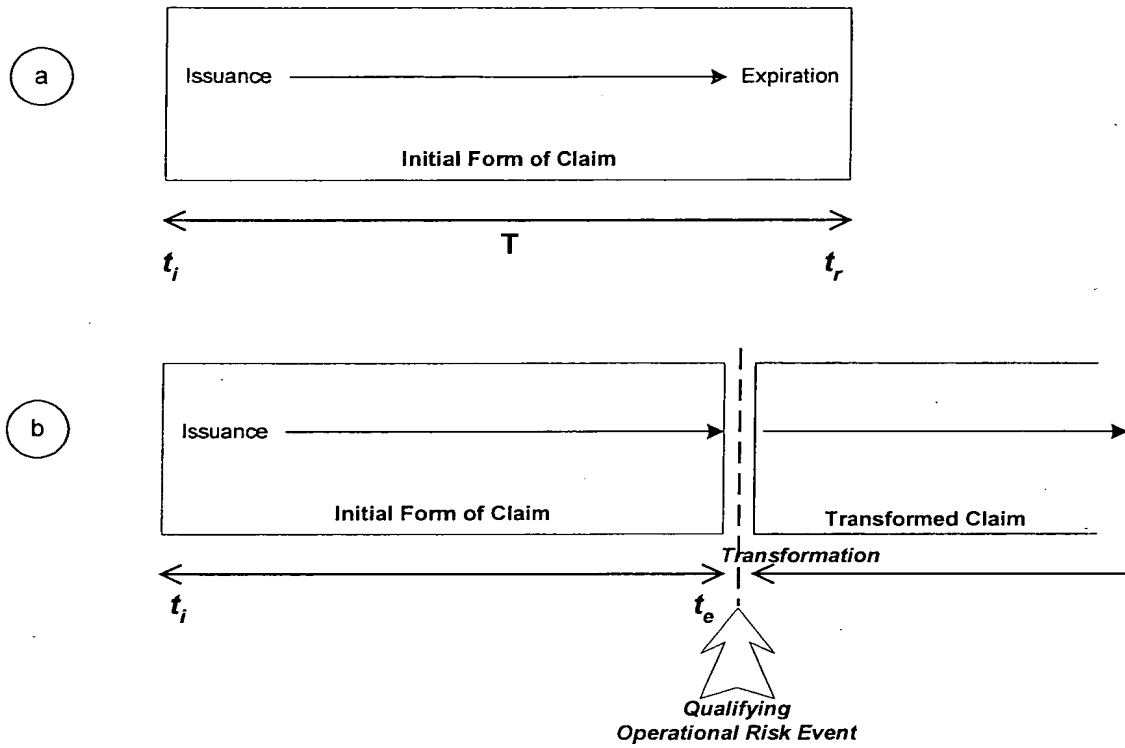 a
Issuance
Expiration
Initial Form of Claim
T
t_i
t_r
b
Issuance
Initial Form of Claim
Transformed Claim
Transformation
t_i
t_e
Qualifying
Operational Risk Event